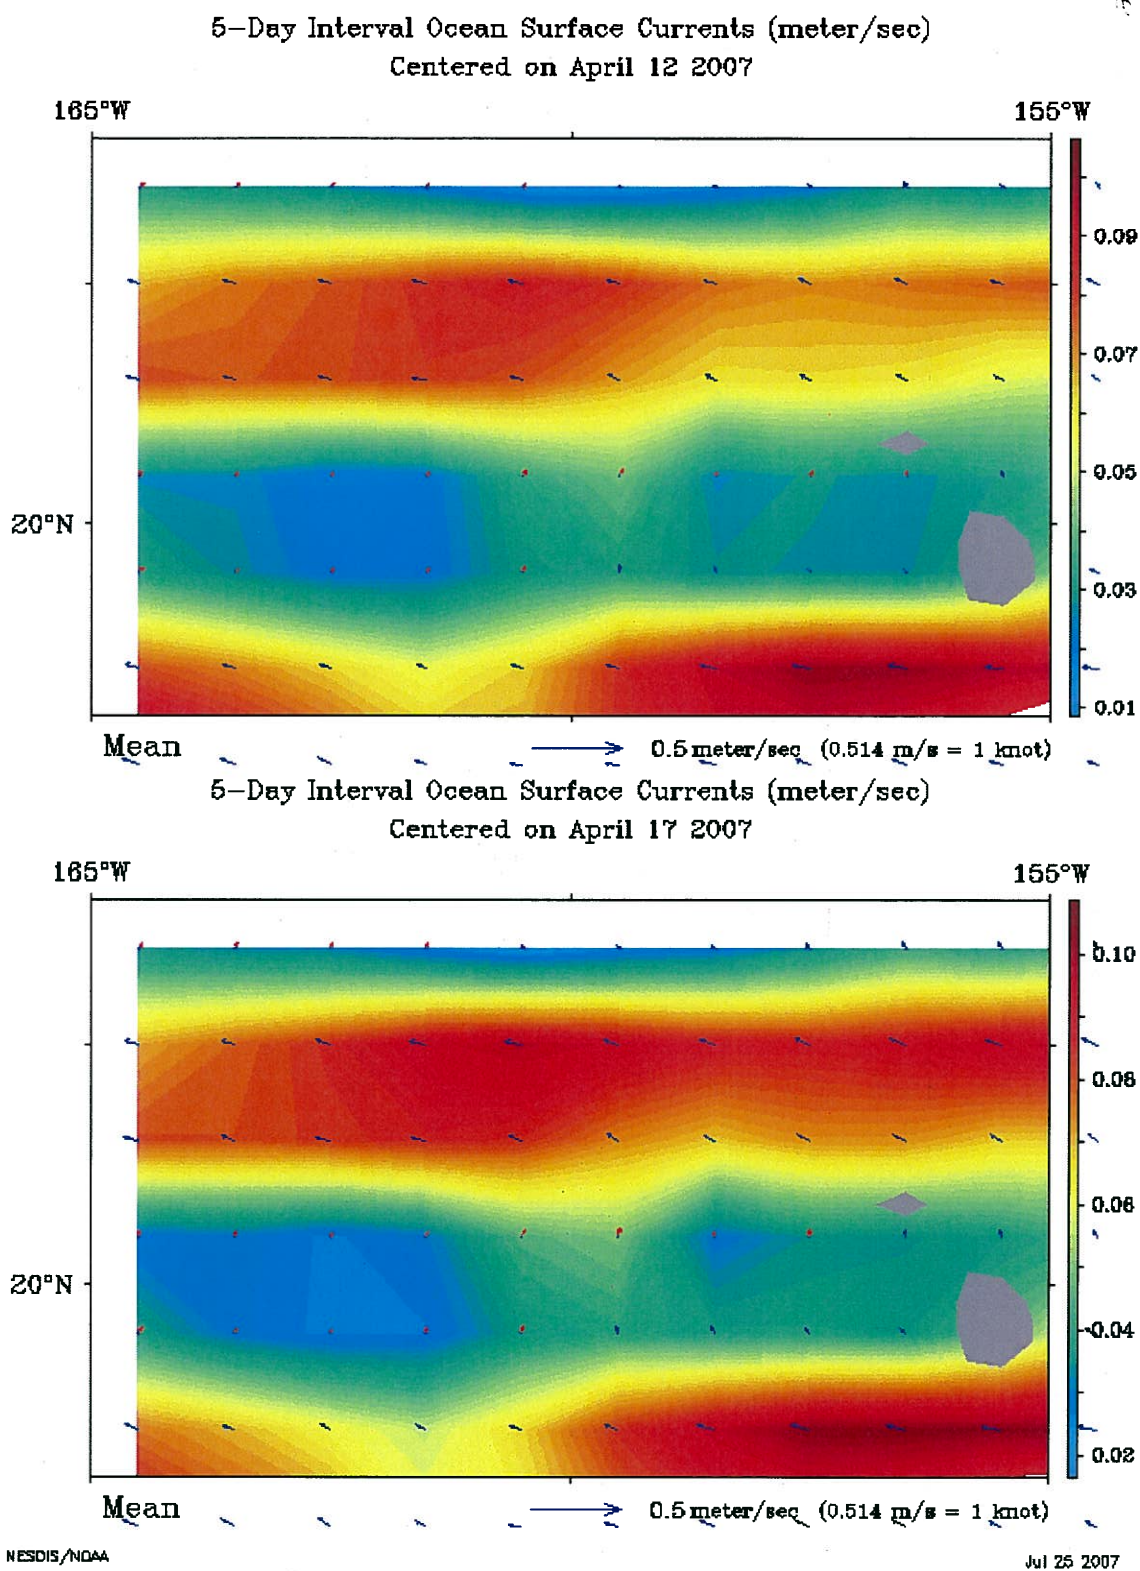 5-Day Interval Ocean Surface Currents (meter/sec)
Centered on April 12 2007
165°W 155°W
0.09
0.07
0.05
20°N
0.03
0.01
Mean 0.5 meter/sec (0.514 m/s = 1 knot)
5-Day Interval Ocean Surface Currents (meter/sec)
Centered on April 17 2007
165°W 155°W
0.10
0.08
0.06
20°N
0.04
0.02
Mean 0.5 meter/sec (0.514 m/s = 1 knot)
NESDIS/NOAA Jul 25 2007